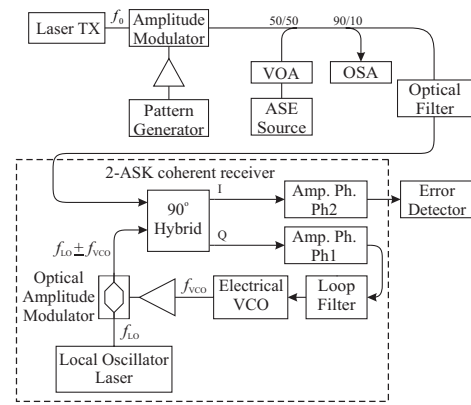 Laser TX
f0
Amplitude
Modulator
50/50
90/10
VOA
OSA
Optical
Filter
Pattern
Generator
ASE
Source
2-ASK coherent receiver
90°
Hybrid
I
Amp. Ph.
Ph2
Error
Detector
Q
Amp. Ph.
Ph1
fLO ± fVCO
Optical
Amplitude
Modulator
fVCO
Electrical
VCO
Loop
Filter
fLO
Local Oscillator
Laser